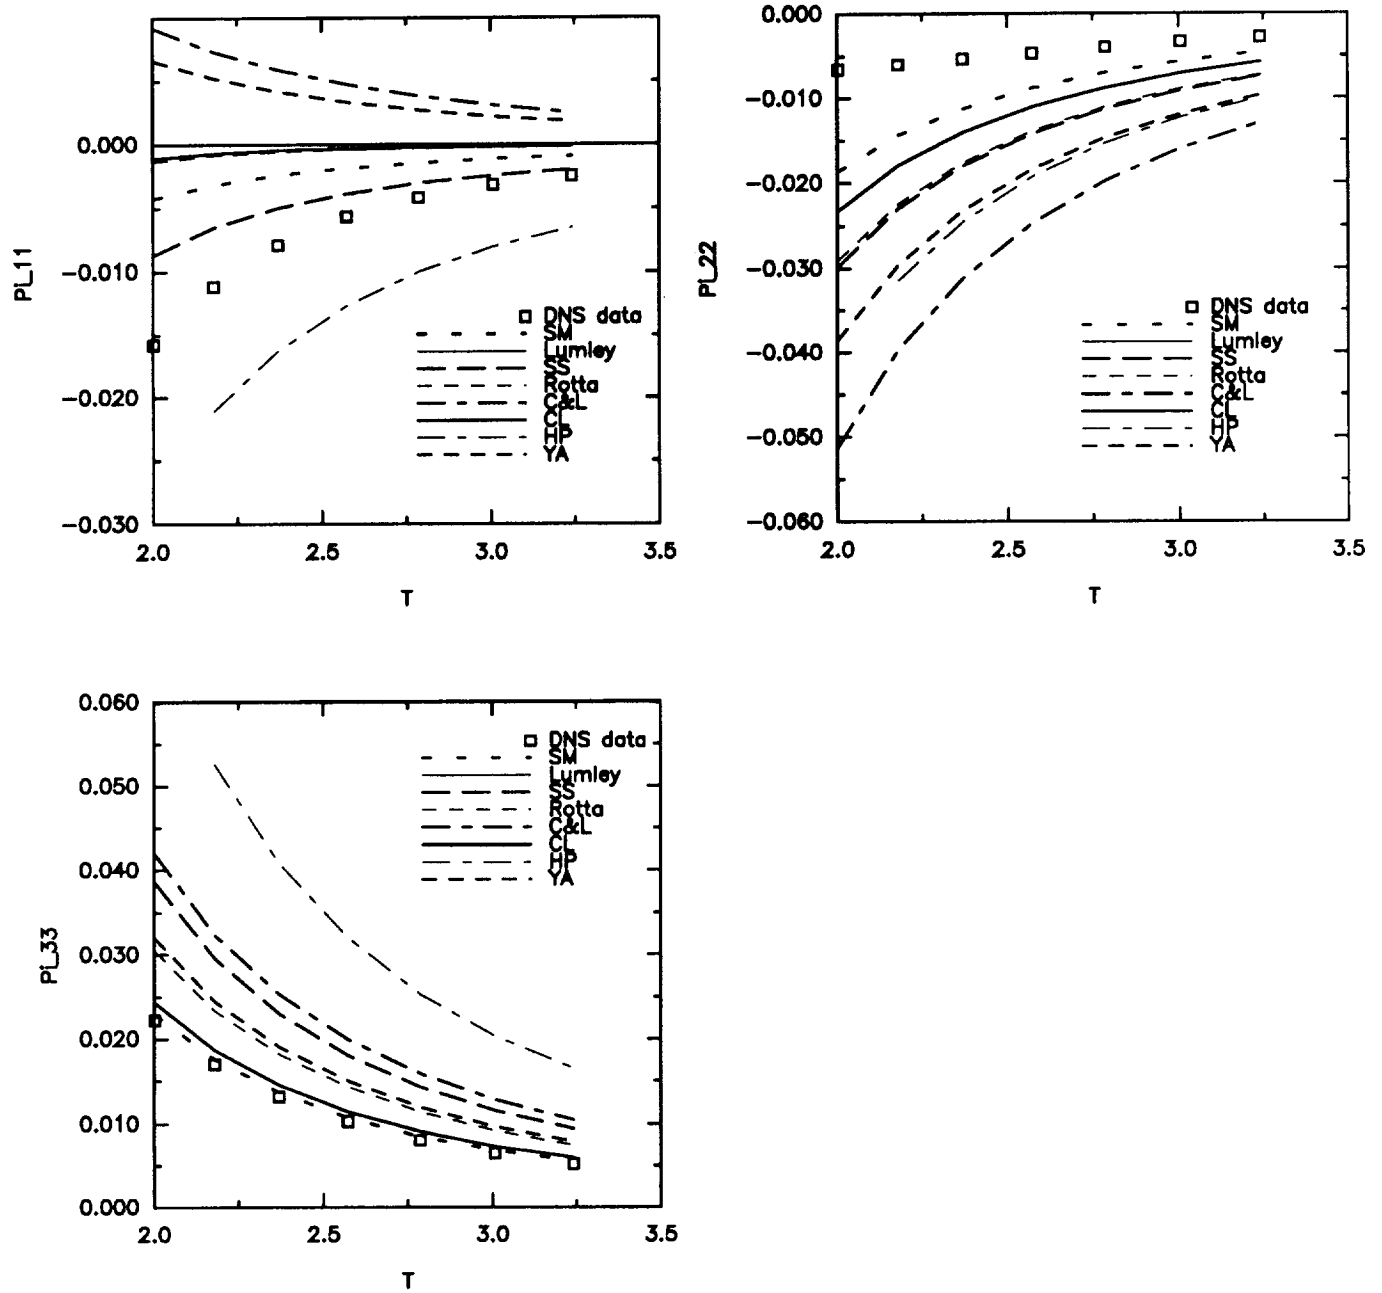 0.000
-0.010
-0.020
-0.030
PI_11
2.0 2.5 3.0 3.5
T
DNS data
SM
Lumley
SS
Rotta
C&L
CL
HP
YA
0.000
-0.010
-0.020
-0.030
-0.040
-0.050
-0.060
PI_22
2.0 2.5 3.0 3.5
T
DNS data
SM
Lumley
SS
Rotta
C&L
CL
HP
YA
0.060
0.050
0.040
0.030
0.020
0.010
0.000
PI_33
2.0 2.5 3.0 3.5
T
DNS data
SM
Lumley
SS
Rotta
C&L
CL
HP
YA